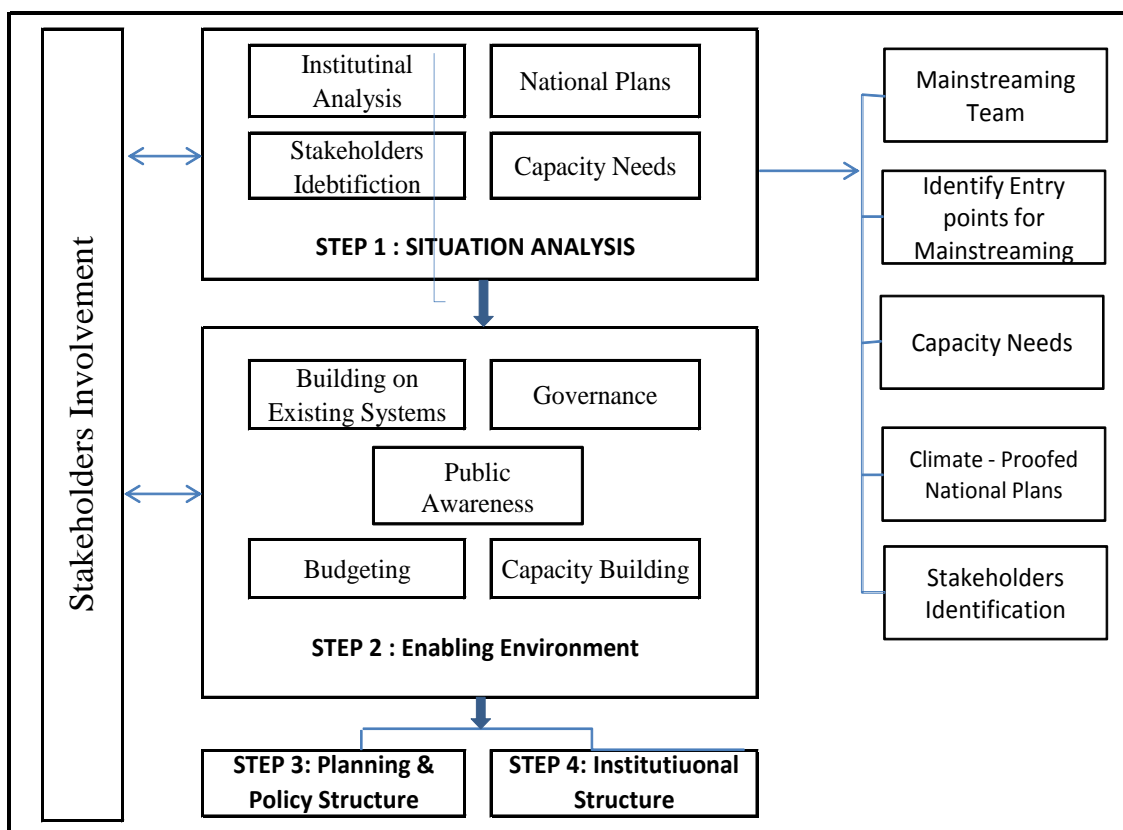 Stakeholders Involvement
Institutinal
Analysis
National Plans
Stakeholders
Idebtifiction
Capacity Needs
STEP 1 : SITUATION ANALYSIS
Building on
Existing Systems
Governance
Public
Awareness
Budgeting
Capacity Building
STEP 2 : Enabling Environment
STEP 3: Planning &
Policy Structure
STEP 4: Institutiuonal
Structure
Mainstreaming
Team
Identify Entry
points for
Mainstreaming
Capacity Needs
Climate - Proofed
National Plans
Stakeholders
Identification